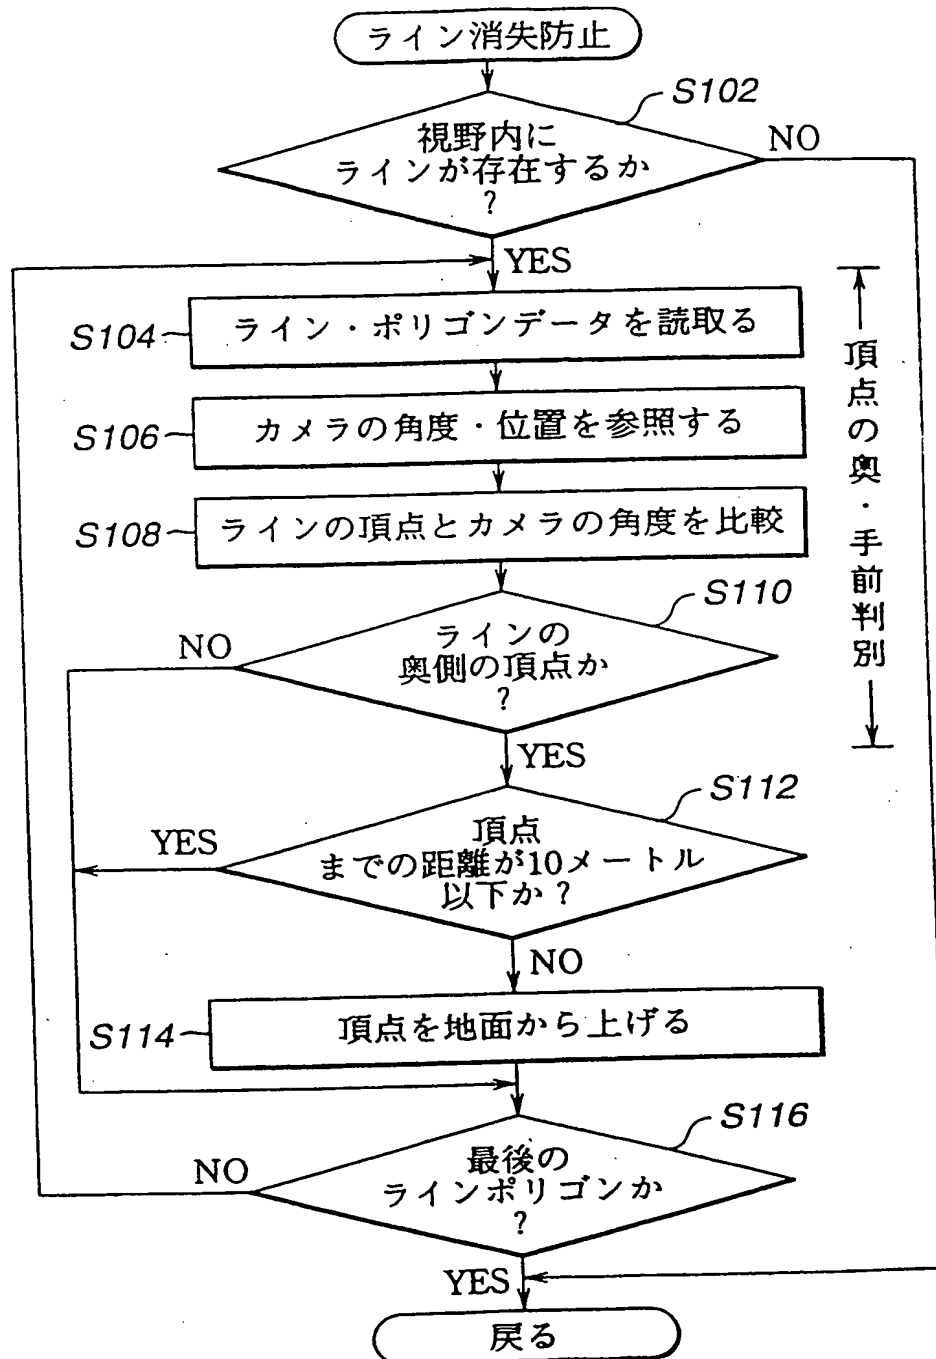 ライン消失防止
S102
視野内に
ラインが存在するか
?
NO
YES
S104
ライン・ポリゴンデータを読取る
S106
カメラの角度・位置を参照する
S108
ラインの頂点とカメラの角度を比較
頂点の奥・手前判別
S110
ラインの
奥側の頂点か
?
NO
YES
S112
頂点
までの距離が10メートル
以下か?
YES
NO
S114
頂点を地面から上げる
S116
最後の
ラインポリゴンか
?
NO
YES
戻る